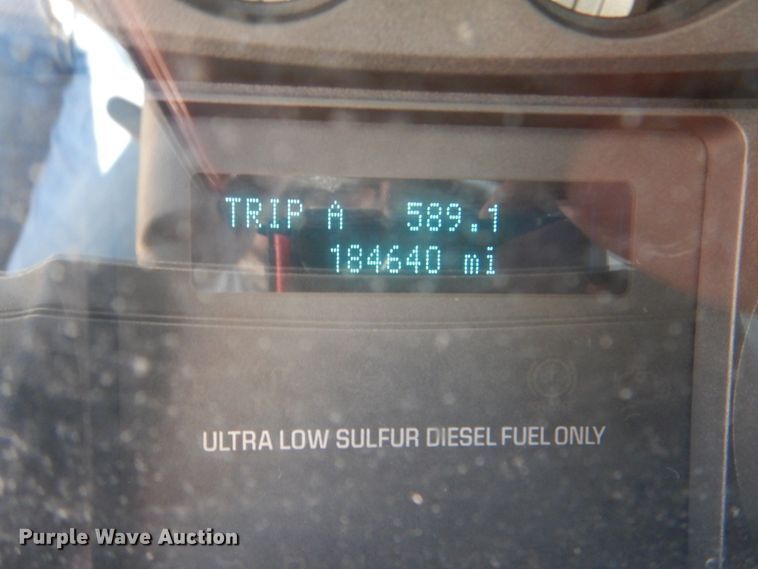 TRIP A 589.1
184640 mi
ULTRA LOW SULFUR DIESEL FUEL ONLY
Purple Wave Auction